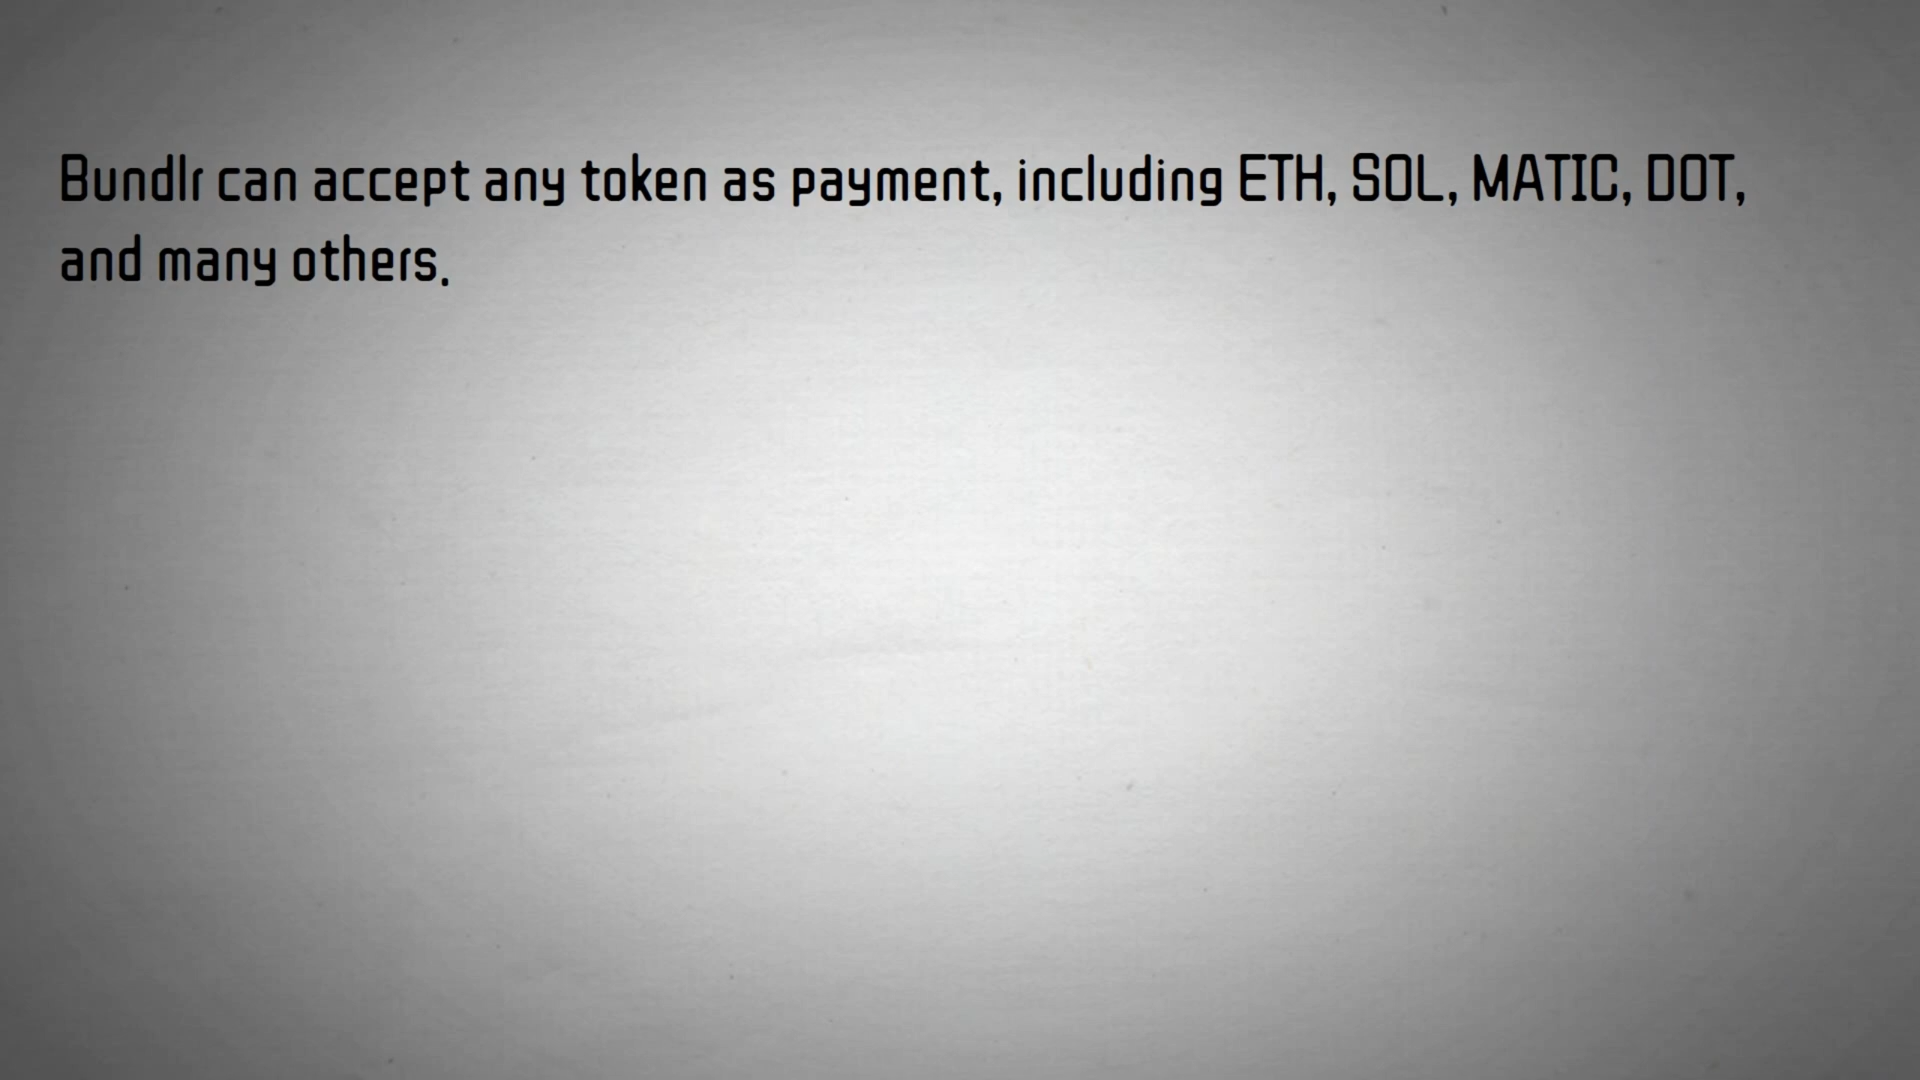 Bundlr can accept any token as payment, including ETH, SOL, MATIC, DOT,
and many others.